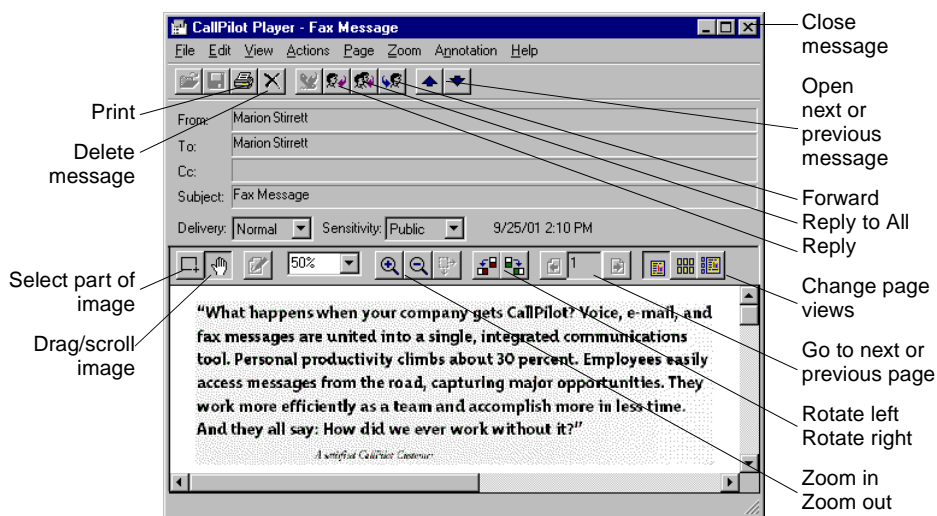 CallPilot Player - Fax Message
File Edit View Actions Page Zoom Annotation Help
From: Marion Stirrett
To: Marion Stirrett
Cc:
Subject: Fax Message
Delivery: Normal Sensitivity: Public 9/25/01 2:10 PM
50% 1
“What happens when your company gets CallPilot? Voice, e-mail, and
fax messages are united into a single, integrated communications
tool. Personal productivity climbs about 30 percent. Employees easily
access messages from the road, capturing major opportunities. They
work more efficiently as a team and accomplish more in less time.
And they all say: How did we ever work without it?”
A satisfied CallPilot Customer
Print
Delete
message
Select part of
image
Drag/scroll
image
Close
message
Open
next or
previous
message
Forward
Reply to All
Reply
Change page
views
Go to next or
previous page
Rotate left
Rotate right
Zoom in
Zoom out